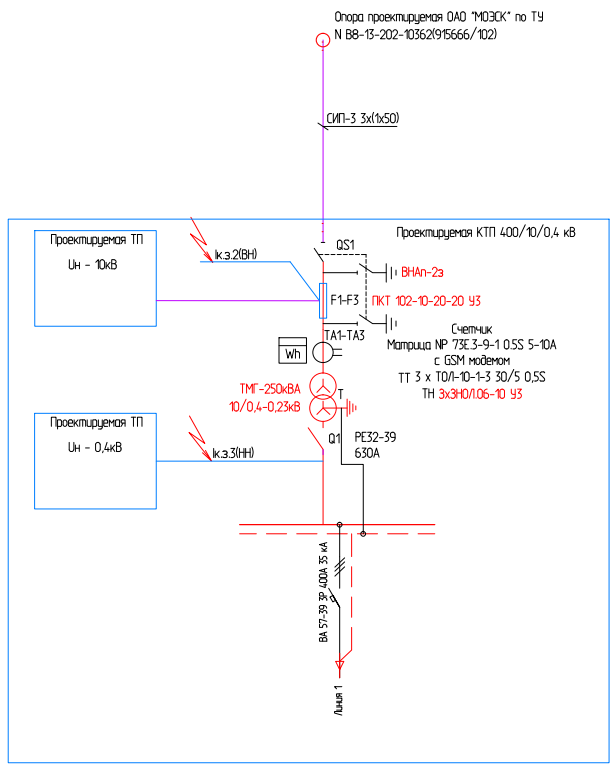 Опора проектируемая ОАО "МОЭСК" по ТУ
N В8-13-202-10362(915666/102)
СИП-3 3х(1х50)
Проектируемая КТП 400/10/0,4 кВ
Проектируемая ТП
Uн - 10кВ
Iк.з.2(ВН)
QS1
ВНАп-2з
F1-F3
ПКТ 102-10-20-20 У3
ТА1-ТА3
Wh
Счетчик
Матрица NP 73E.3-9-1 0.5S 5-10А
с GSM модемом
ТТ 3 х ТОЛ-10-1-3 30/5 0,5S
ТН 3хЗНОЛ.06-10 У3
ТМГ-250кВА
10/0,4-0,23кВ
Т
Проектируемая ТП
Uн - 0,4кВ
Iк.з.3(НН)
Q1
РЕ32-39
630А
ВА 57-39 3Р 400А 35 кА
Линия 1